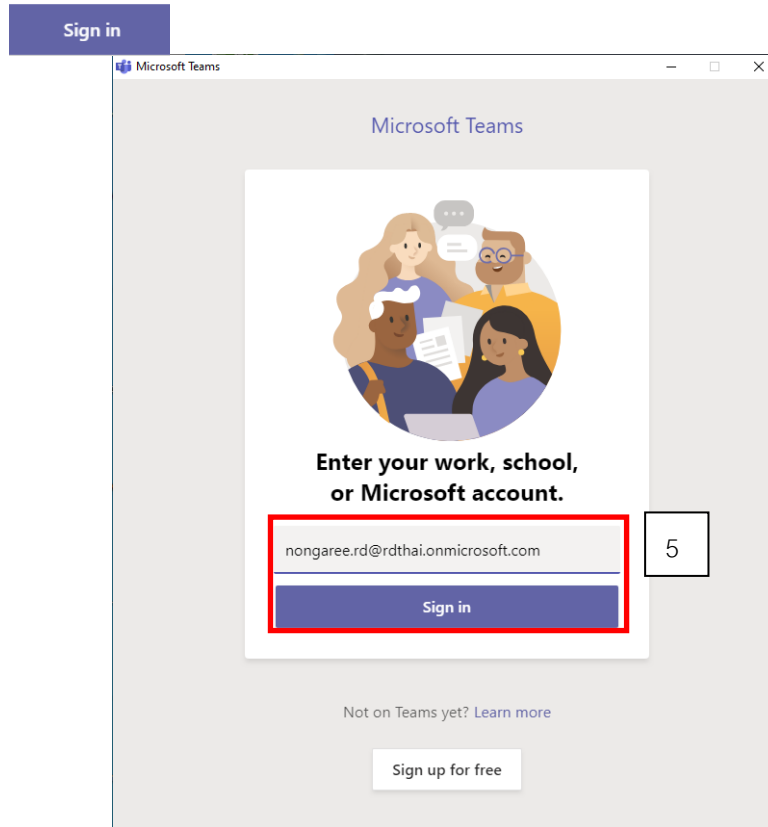 Sign in
Microsoft Teams
Microsoft Teams
Enter your work, school,
or Microsoft account.
nongaree.rd@rdthai.onmicrosoft.com
5
Sign in
Not on Teams yet? Learn more
Sign up for free